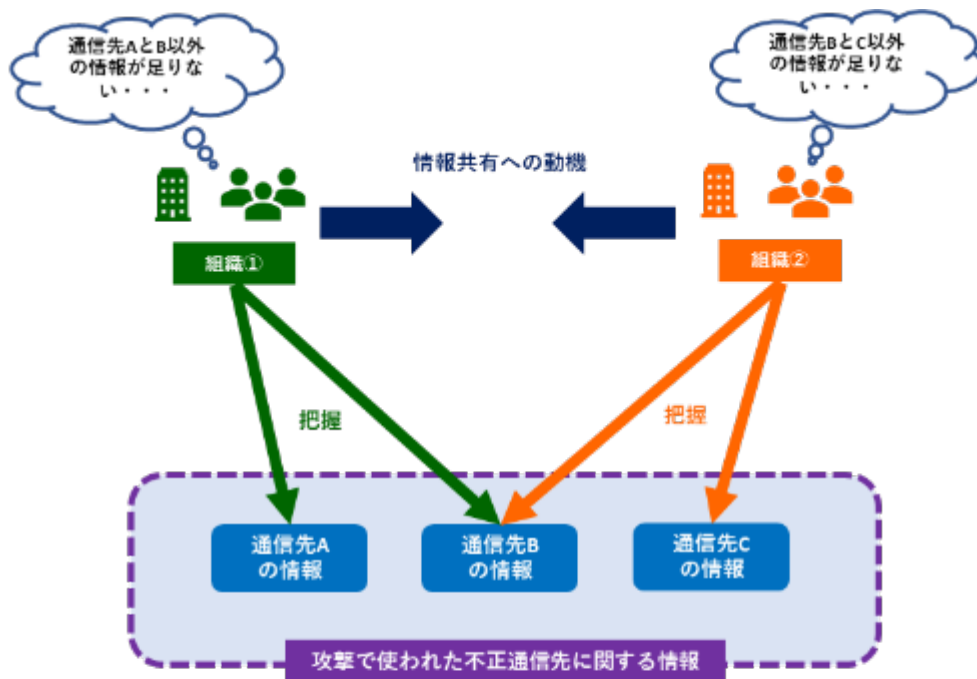 通信先AとB以外
の情報が足りな
い・・・
通信先BとC以外
の情報が足りな
い・・・
情報共有への動機
組織①
組織②
把握
把握
通信先A
の情報
通信先B
の情報
通信先C
の情報
攻撃で使われた不正通信先に関する情報